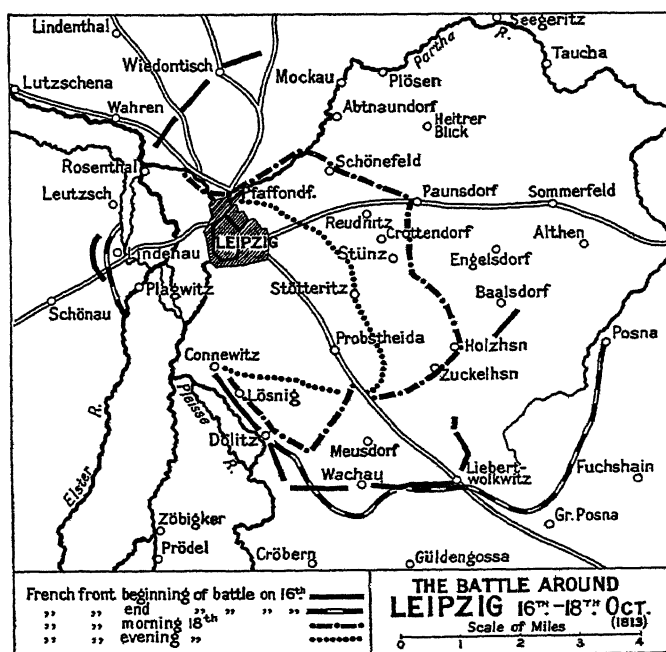 Seegeritz
Lindenthal
Partha R.
Wiedontisch
Taucha
Lutzschena
Mockau
Plösen
Wahren
Abtnaundorf
Heitrer
Blick
Rosenthal
Schönefeld
Leutzsch
Pfaffondf.
Paunsdorf
Sommerfeld
Reudnitz
LEIPZIG
Crottendorf
Althen
Lindenau
Stünz
Engelsdorf
Plagwitz
Stötteritz
Baalsdorf
Schönau
Probstheida
Holzhsn
Posna
Connewitz
Zuckelhsn
Lösnig
Pleisse R.
Elster R.
Dölitz
Meusdorf
Wachau
Liebert-
wolkwitz
Fuchshain
Zöbigker
Gr. Posna
Prödel
Cröbern
Güldengossa
French front beginning of battle on 16th
„ „ end „ „ „ „
„ „ morning 18th
„ „ evening „
THE BATTLE AROUND
LEIPZIG 16TH.-18TH. OCT.
(1813)
Scale of Miles
0 1 2 3 4